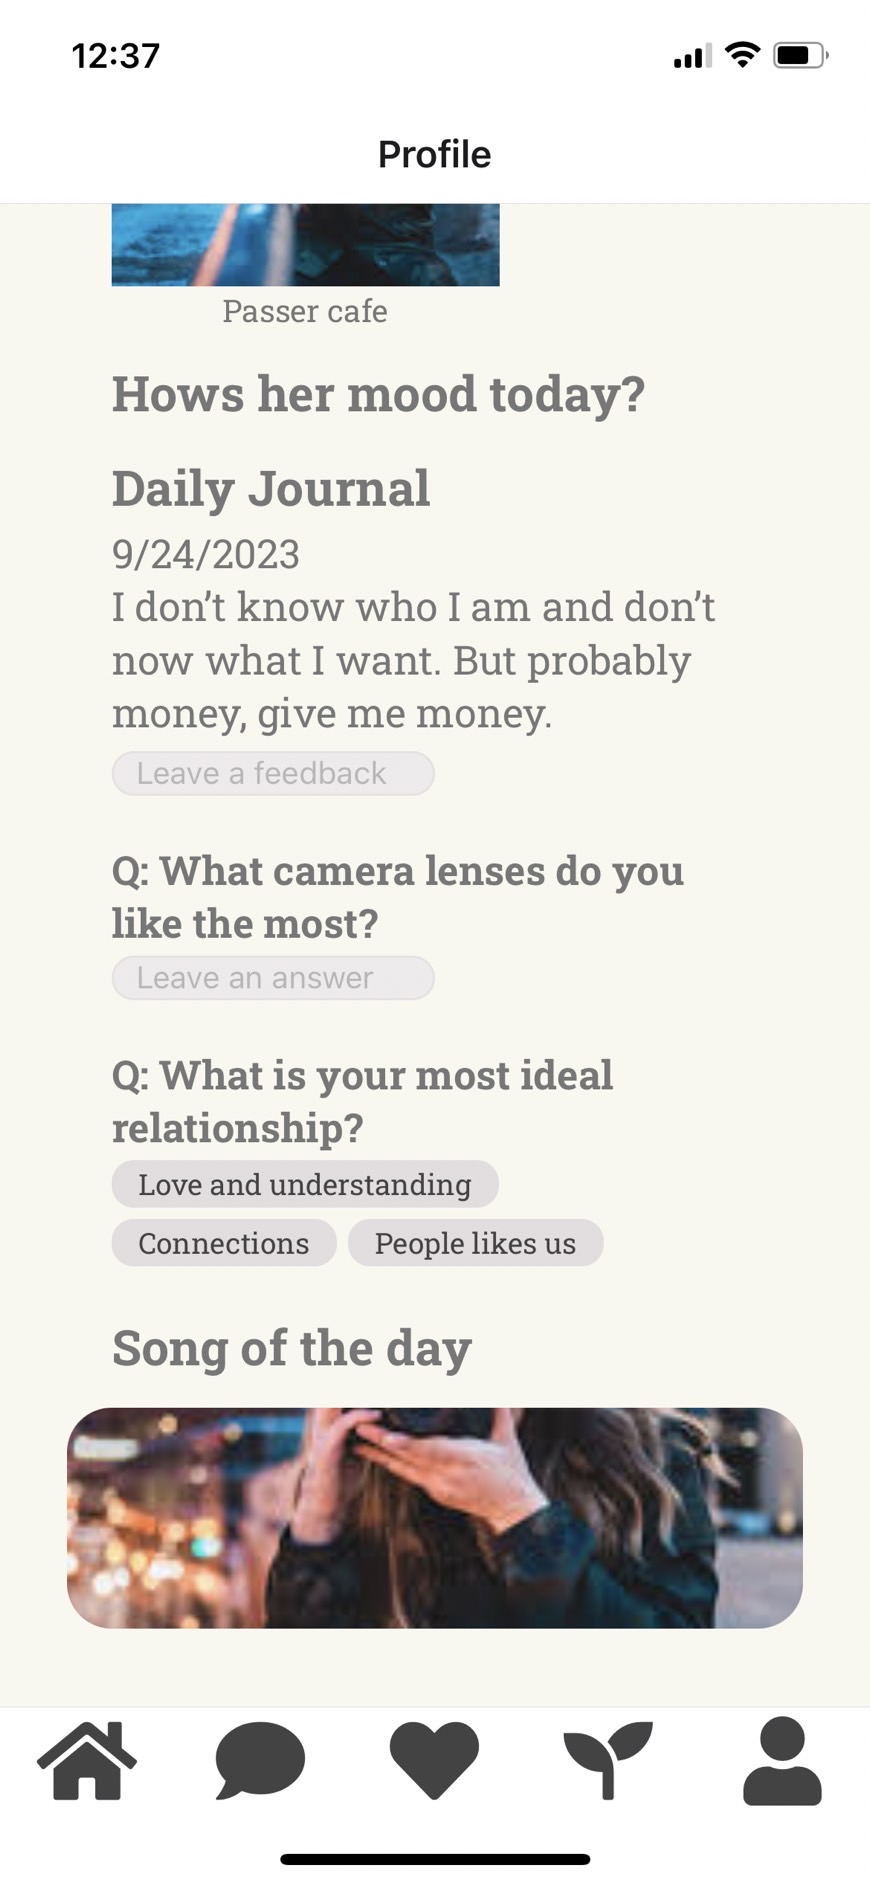 12:37
Profile
Passer cafe
Hows her mood today?
Daily Journal
9/24/2023
I don’t know who I am and don’t
now what I want. But probably
money, give me money.
Leave a feedback
Q: What camera lenses do you
like the most?
Leave an answer
Q: What is your most ideal
relationship?
Love and understanding
Connections People likes us
Song of the day